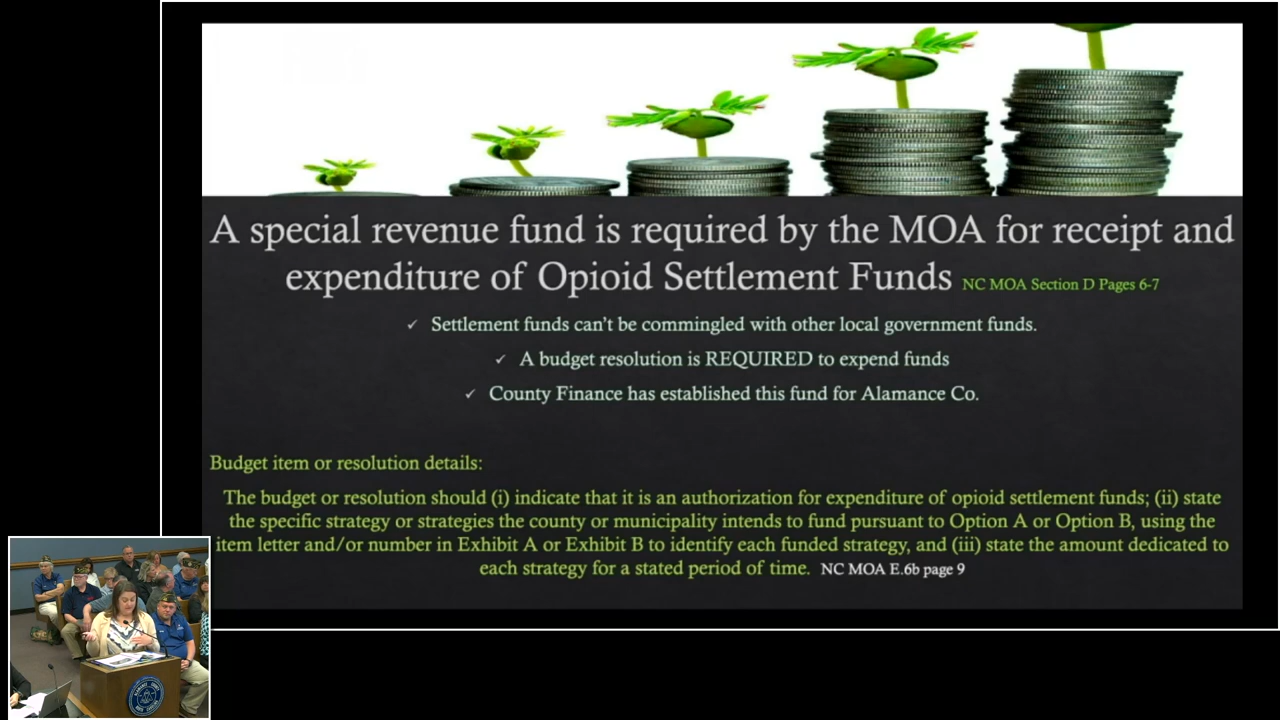 A special revenue fund is required by the MOA for receipt and
expenditure of Opioid Settlement Funds NC MOA Section D Pages 6-7
✓ Settlement funds can't be commingled with other local government funds.
✓ A budget resolution is REQUIRED to expend funds
✓ County Finance has established this fund for Alamance Co.
Budget item or resolution details:
The budget or resolution should (i) indicate that it is an authorization for expenditure of opioid settlement funds; (ii) state
the specific strategy or strategies the county or municipality intends to fund pursuant to Option A or Option B, using the
item letter and/or number in Exhibit A or Exhibit B to identify each funded strategy, and (iii) state the amount dedicated to
each strategy for a stated period of time. NC MOA E.6b page 9